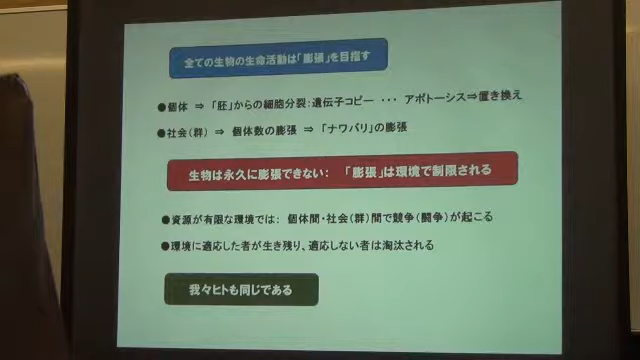 全ての生物の生命活動は「膨張」を目指す
●個体 ⇒ 「胚」からの細胞分裂:遺伝子コピー ・・・ アポトーシス⇒置き換え
●社会(群) ⇒ 個体数の膨張 ⇒ 「ナワバリ」の膨張
生物は永久に膨張できない: 「膨張」は環境で制限される
●資源が有限な環境では: 個体間・社会(群)間で競争(闘争)が起こる
●環境に適応した者が生き残り、適応しない者は淘汰される
我々ヒトも同じである